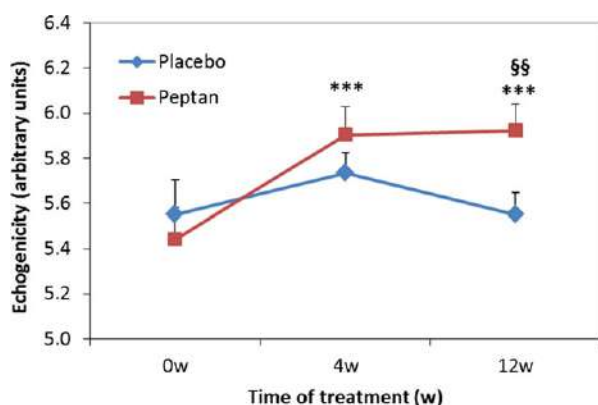 6.4
6.2
6.0
5.8
5.6
5.4
5.2
5.0
Echogenicity (arbitrary units)
Placebo
Peptan
***
§§
***
0w
4w
12w
Time of treatment (w)